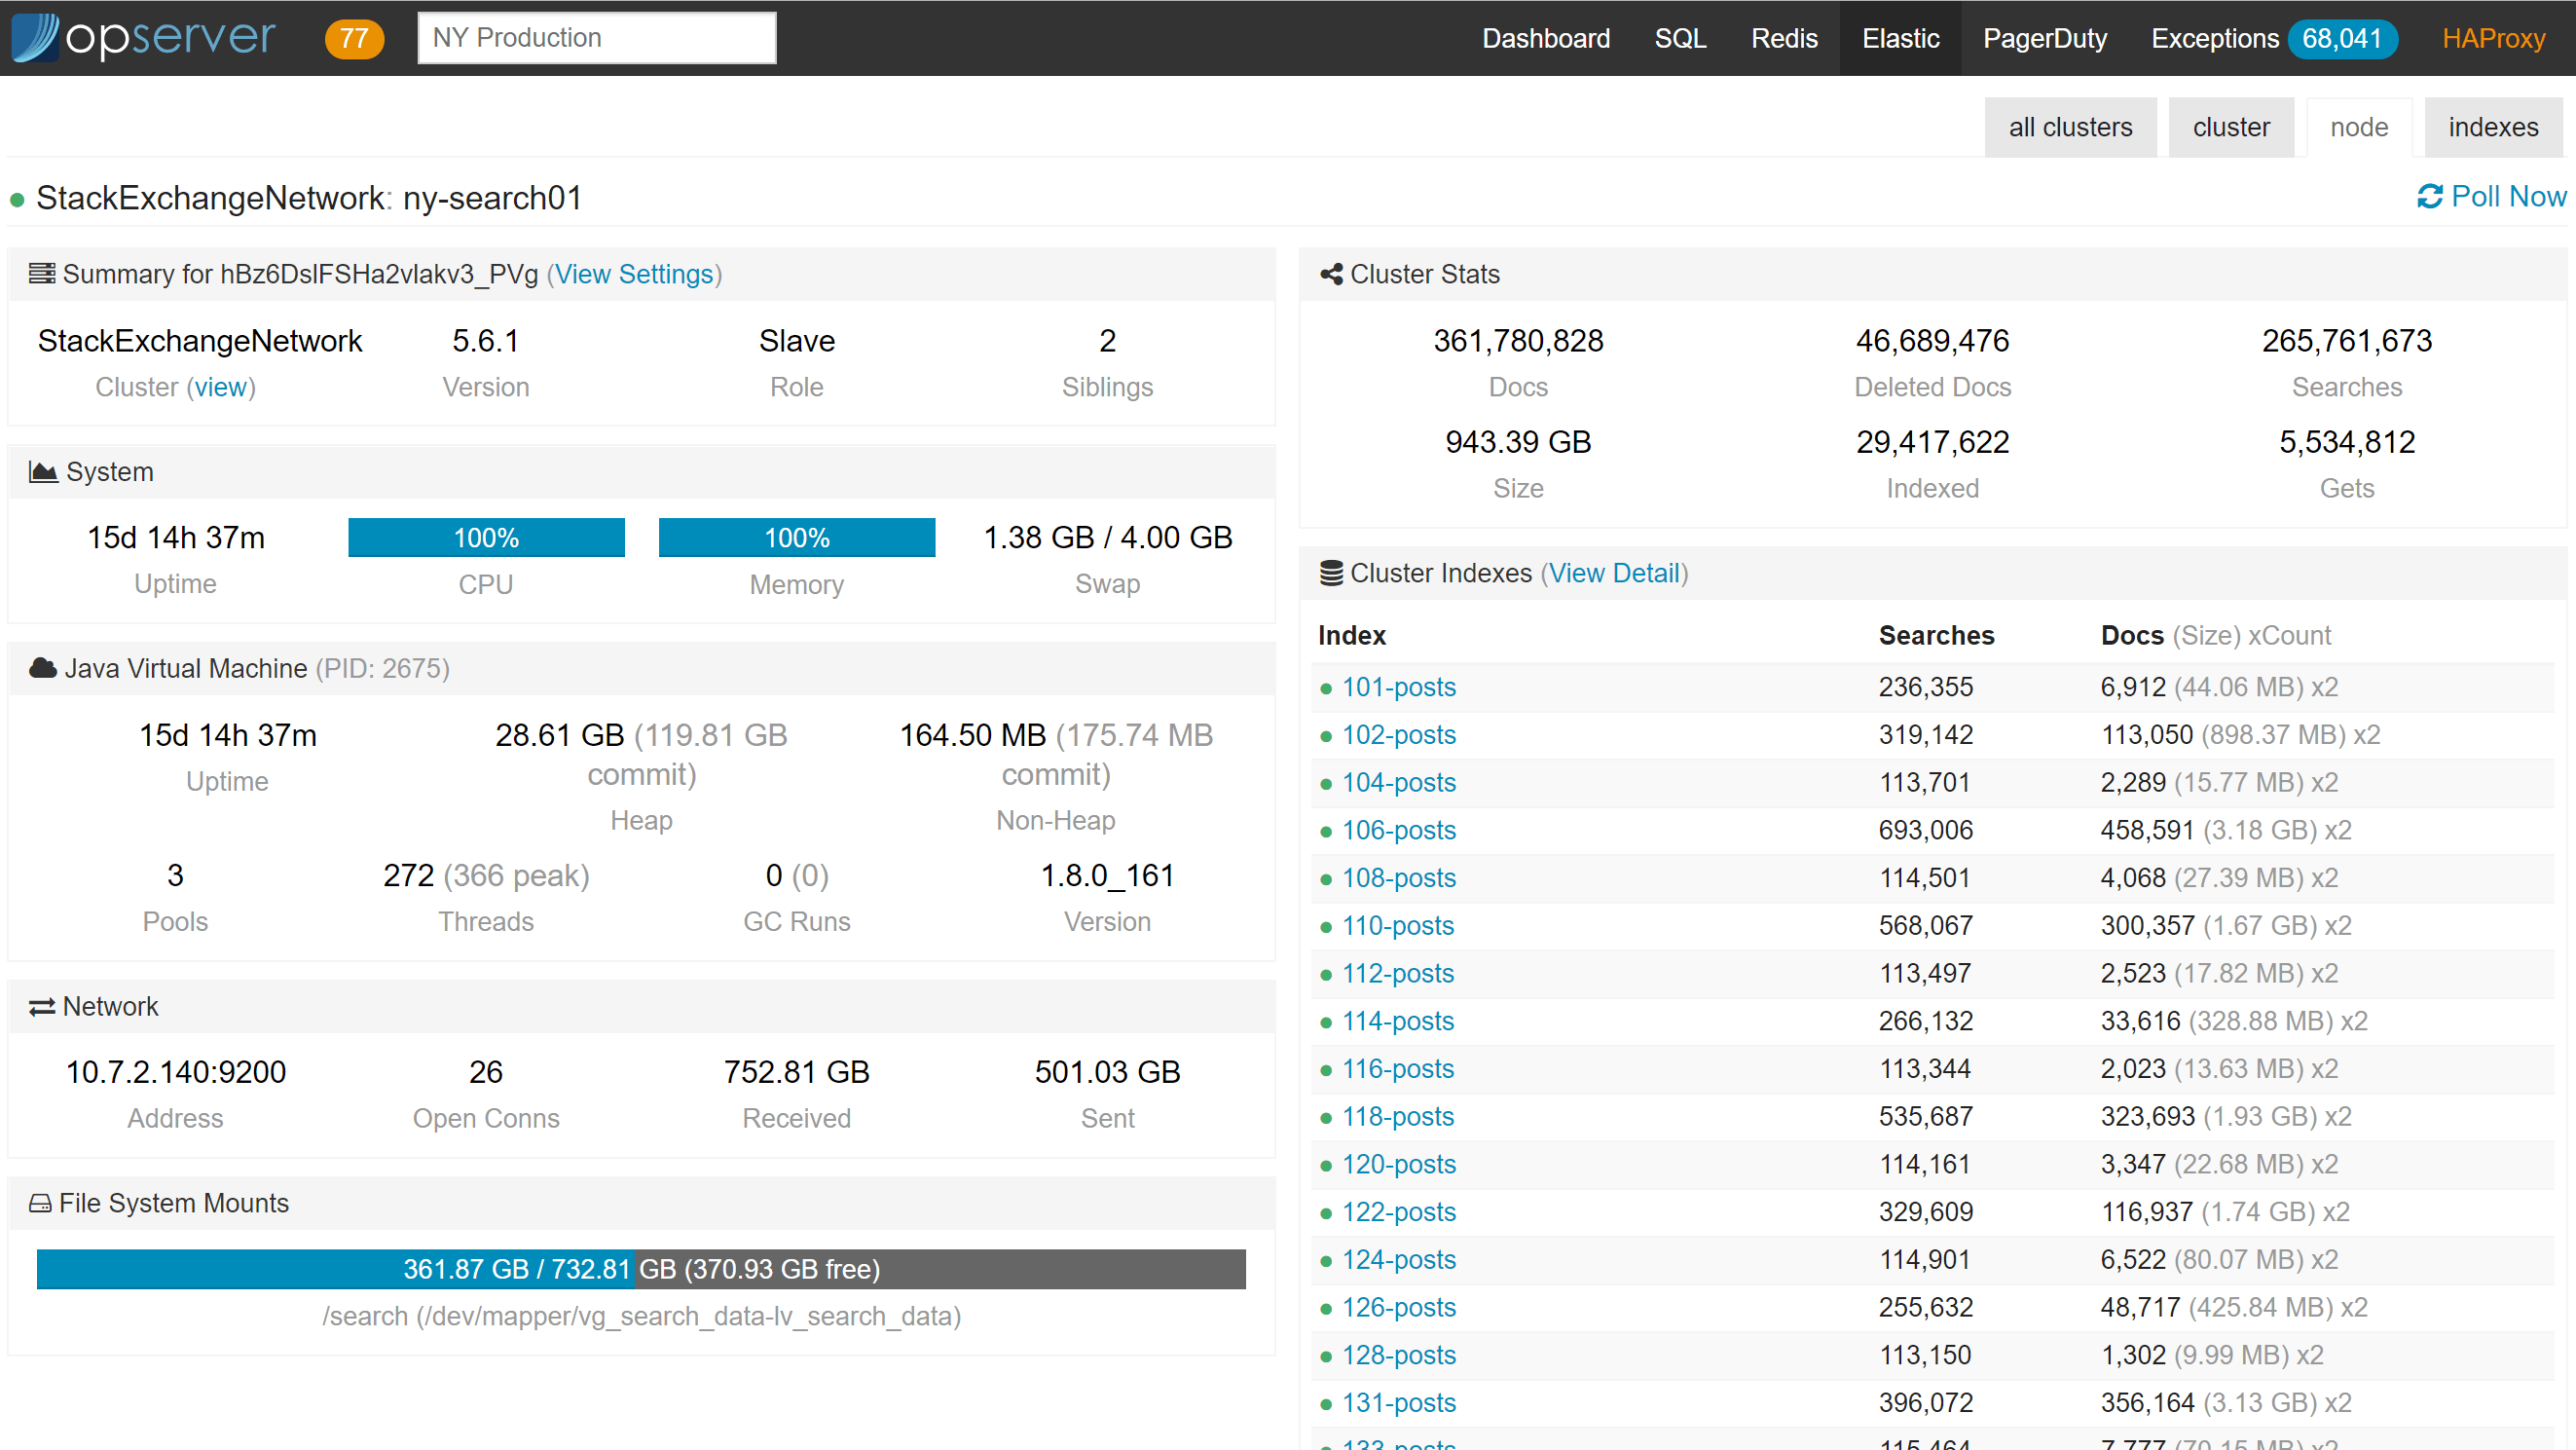 opserver 77 NY Production Dashboard SQL Redis Elastic PagerDuty Exceptions 68,041 HAProxy
all clusters cluster node indexes
StackExchangeNetwork: ny-search01 Poll Now
Summary for hBz6DslFSHa2vlakv3_PVg (View Settings)
StackExchangeNetwork 5.6.1 Slave 2
Cluster (view) Version Role Siblings
System
15d 14h 37m 100% 100% 1.38 GB / 4.00 GB
Uptime CPU Memory Swap
Java Virtual Machine (PID: 2675)
15d 14h 37m 28.61 GB (119.81 GB commit) 164.50 MB (175.74 MB commit)
Uptime Heap Non-Heap
3 272 (366 peak) 0 (0) 1.8.0_161
Pools Threads GC Runs Version
Network
10.7.2.140:9200 26 752.81 GB 501.03 GB
Address Open Conns Received Sent
File System Mounts
361.87 GB / 732.81 GB (370.93 GB free)
/search (/dev/mapper/vg_search_data-lv_search_data)
Cluster Stats
361,780,828 46,689,476 265,761,673
Docs Deleted Docs Searches
943.39 GB 29,417,622 5,534,812
Size Indexed Gets
Cluster Indexes (View Detail)
Index Searches Docs (Size) xCount
101-posts 236,355 6,912 (44.06 MB) x2
102-posts 319,142 113,050 (898.37 MB) x2
104-posts 113,701 2,289 (15.77 MB) x2
106-posts 693,006 458,591 (3.18 GB) x2
108-posts 114,501 4,068 (27.39 MB) x2
110-posts 568,067 300,357 (1.67 GB) x2
112-posts 113,497 2,523 (17.82 MB) x2
114-posts 266,132 33,616 (328.88 MB) x2
116-posts 113,344 2,023 (13.63 MB) x2
118-posts 535,687 323,693 (1.93 GB) x2
120-posts 114,161 3,347 (22.68 MB) x2
122-posts 329,609 116,937 (1.74 GB) x2
124-posts 114,901 6,522 (80.07 MB) x2
126-posts 255,632 48,717 (425.84 MB) x2
128-posts 113,150 1,302 (9.99 MB) x2
131-posts 396,072 356,164 (3.13 GB) x2
133-posts 115,464 7,777 (70.15 MB) x2